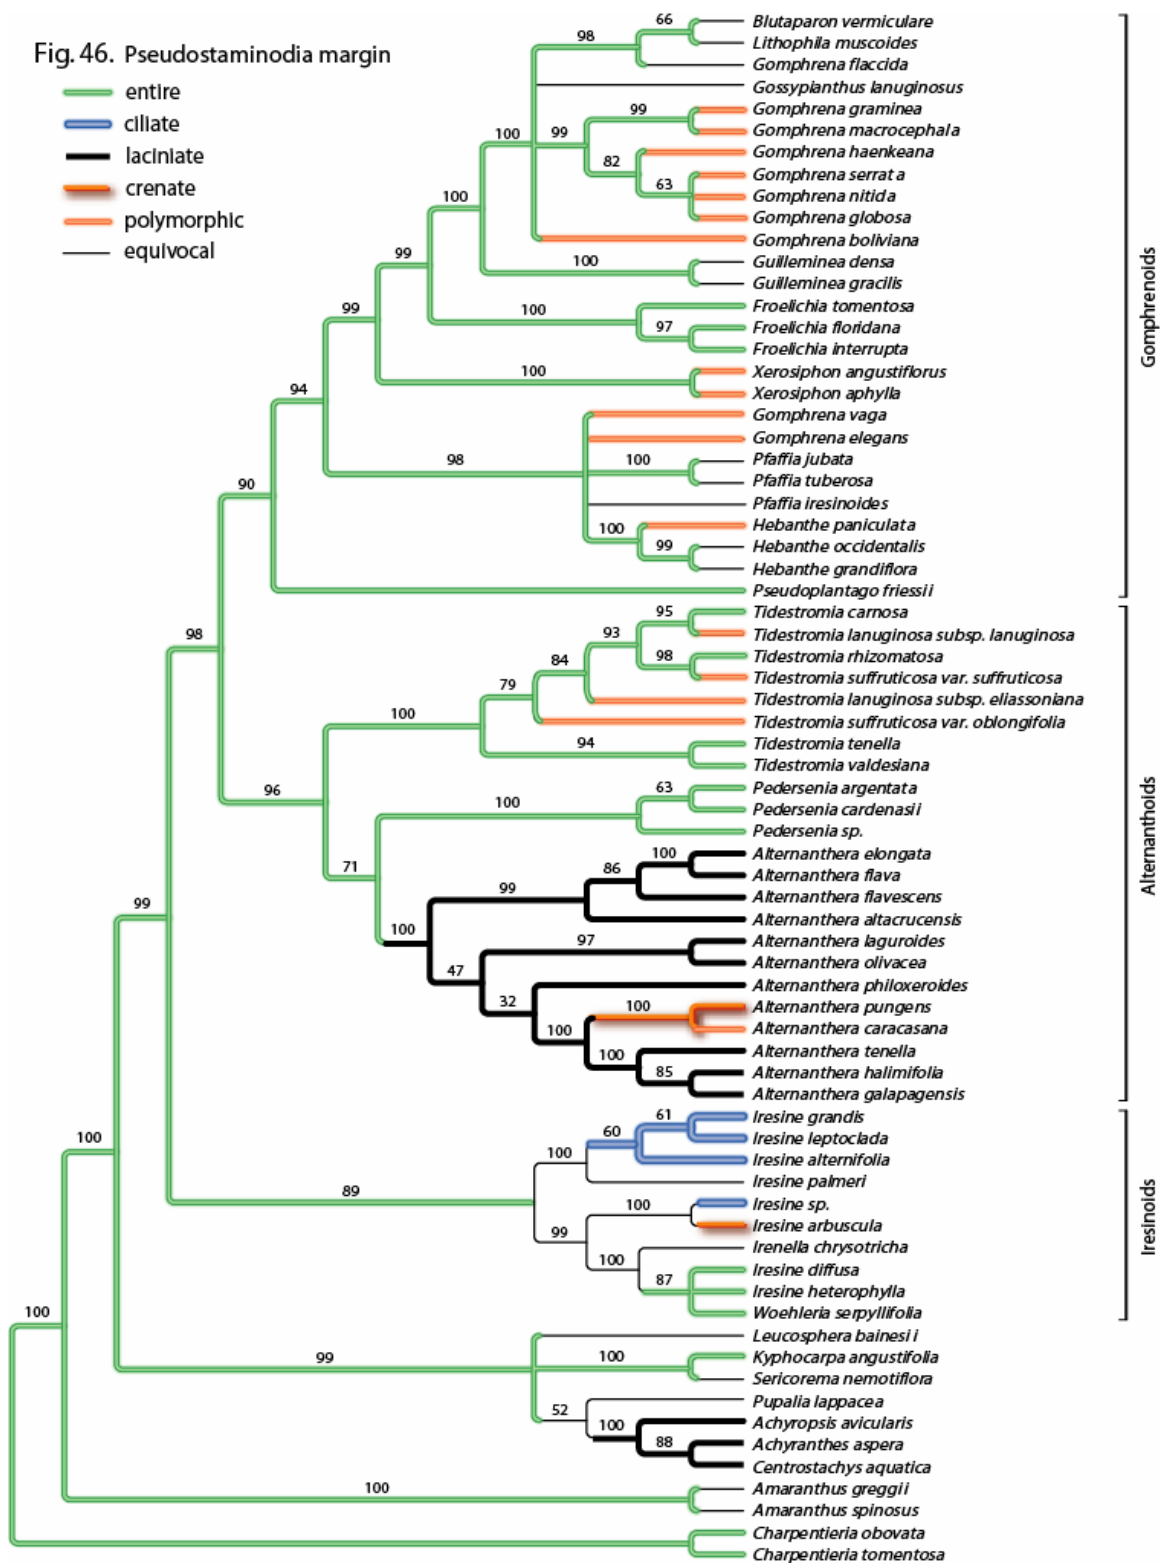 Fig. 46. Pseudostaminodia margin
entire
ciliate
laciniate
crenate
polymorphic
equivocal
66
Blutaparon vermiculare
98
Lithophila muscoides
Gomphrena flaccida
Gossypianthus lanuginosus
99
Gomphrena graminea
100
99
Gomphrena macrocephala
82
Gomphrena haenkeana
63
Gomphrena serrata
100
Gomphrena nitida
Gomphrena globosa
99
Gomphrena boliviana
100
Guilleminea densa
Guilleminea gracilis
99
100
Froelichia tomentosa
97
Froelichia floridana
Froelichia interrupta
94
100
Xerosiphon angustiflorus
Xerosiphon aphylla
Gomphrena vaga
Gomphrena elegans
98
100
Pfaffia jubata
90
Pfaffia tuberosa
Pfaffia iresinoides
100
Hebanthe paniculata
99
Hebanthe occidentalis
Hebanthe grandiflora
Pseudoplantago friessii
Gomphrenoids
98
95
Tidestromia carnosa
93
Tidestromia lanuginosa subsp. lanuginosa
84
98
Tidestromia rhizomatosa
79
Tidestromia suffruticosa var. suffruticosa
Tidestromia lanuginosa subsp. eliassoniana
100
Tidestromia suffruticosa var. oblongifolia
94
Tidestromia tenella
Tidestromia valdesiana
96
100
63
Pedersenia argentata
Pedersenia cardenasii
Pedersenia sp.
71
100
Alternanthera elongata
86
Alternanthera flava
99
99
Alternanthera flavescens
Alternanthera altacrucensis
100
97
Alternanthera laguroides
47
Alternanthera olivacea
32
Alternanthera philoxeroides
100
Alternanthera pungens
100
Alternanthera caracasana
100
Alternanthera tenella
85
Alternanthera halimifolia
Alternanthera galapagensis
Alternanthoids
100
61
Iresine grandis
60
Iresine leptoclada
100
Iresine alternifolia
Iresine palmeri
89
100
Iresine sp.
99
Iresine arbuscula
100
Irenella chrysotricha
87
Iresine diffusa
Iresine heterophylla
Woehleria serpyllifolia
Iresinoids
100
Leucosphera bainesii
99
100
Kyphocarpa angustifolia
Sericorema nemotiflora
52
Pupalia lappacea
100
Achyropsis avicularis
88
Achyranthes aspera
Centrostachys aquatica
100
Amaranthus greggii
Amaranthus spinosus
Charpentieria obovata
Charpentieria tomentosa